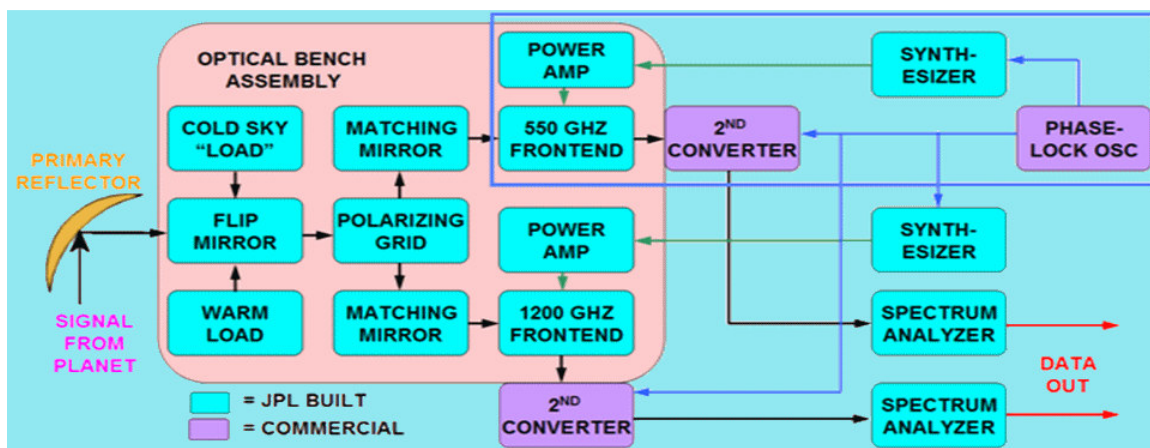 OPTICAL BENCH
ASSEMBLY
POWER
AMP
SYNTH-
ESIZER
COLD SKY
“LOAD”
MATCHING
MIRROR
550 GHZ
FRONTEND
2ND
CONVERTER
PHASE-
LOCK OSC
PRIMARY
REFLECTOR
FLIP
MIRROR
POLARIZING
GRID
POWER
AMP
SYNTH-
ESIZER
SIGNAL
FROM
PLANET
WARM
LOAD
MATCHING
MIRROR
1200 GHZ
FRONTEND
SPECTRUM
ANALYZER
DATA
OUT
= JPL BUILT
= COMMERCIAL
2ND
CONVERTER
SPECTRUM
ANALYZER